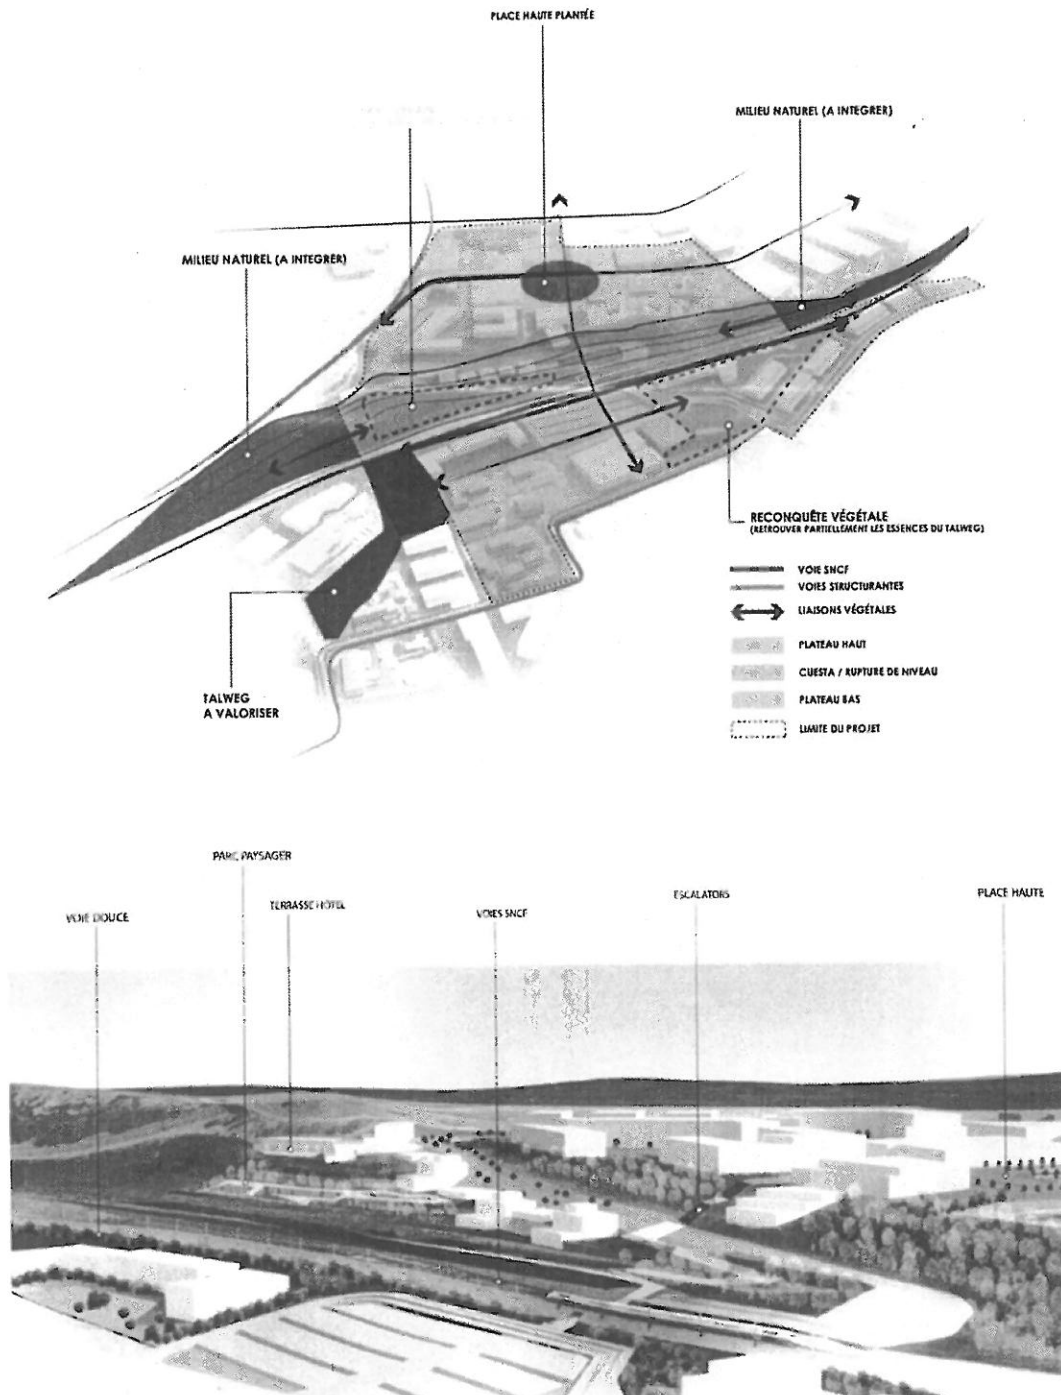 PLACE HAUTE PLANTÉE
MILIEU NATUREL (A INTEGRER)
MILIEU NATUREL (A INTEGRER)
RECONQUÊTE VÉGÉTALE
(RETROUVER PARTIELLEMENT LES ESSENCES DU TALWEG)
VOIE SNCF
VOIES STRUCTURANTES
LIAISONS VÉGÉTALES
PLATEAU HAUT
CUESTA / RUPTURE DE NIVEAU
PLATEAU BAS
LIMITE DU PROJET
TALWEG
A VALORISER
PARC PAYSAGER
TERRASSE HÔTEL
VOIE DOUCE
VOIES SNCF
ESCALATORS
PLACE HAUTE